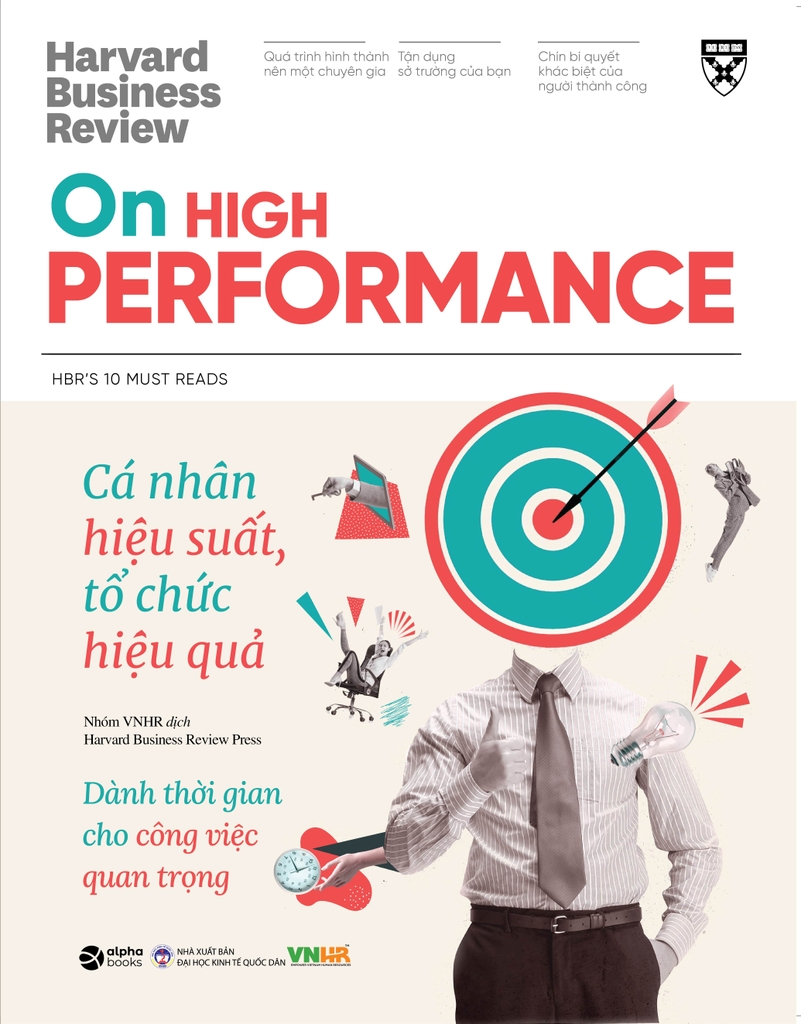 Harvard
Business
Review
Quá trình hình thành
nên một chuyên gia
Tận dụng
sở trường của bạn
Chín bí quyết
khác biệt của
người thành công
On HIGH
PERFORMANCE
HBR'S 10 MUST READS
Cá nhân
hiệu suất,
tổ chức
hiệu quả
Nhóm VNHR dịch
Harvard Business Review Press
Dành thời gian
cho công việc
quan trọng
alpha
books
NHÀ XUẤT BẢN
ĐẠI HỌC KINH TẾ QUỐC DÂN
VNHR